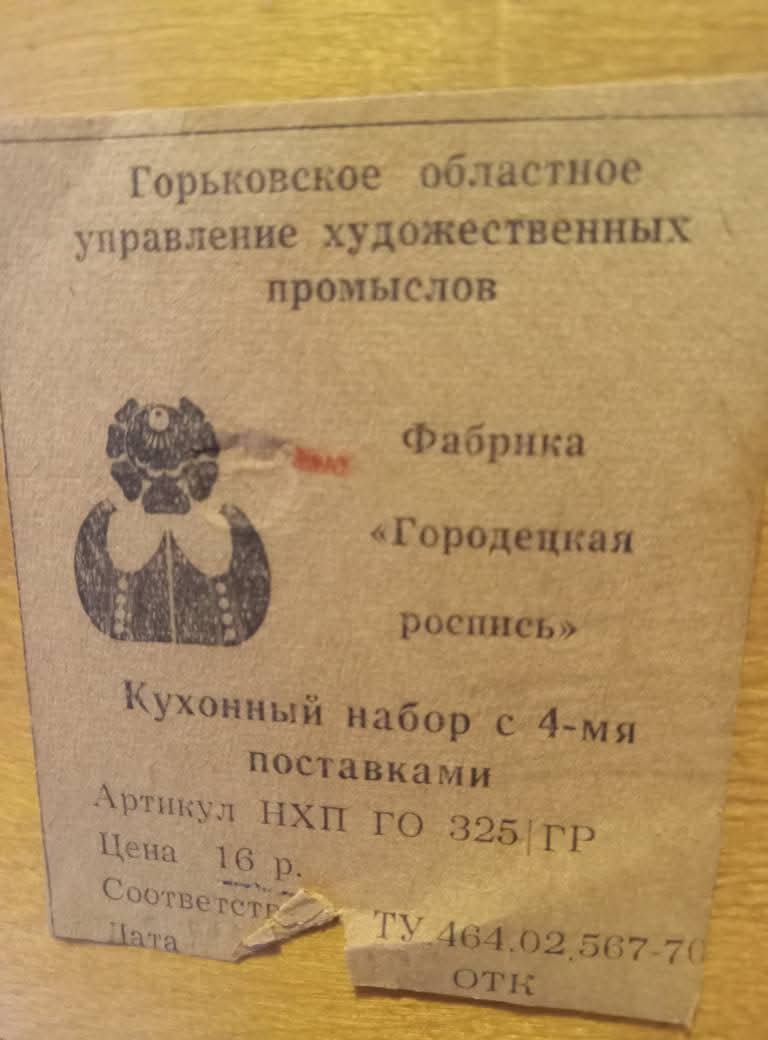 Горьковское областное
управление художественных
промыслов
Фабрика
«Городецкая
роспись»
Кухонный набор с 4-мя
поставками
Артикул НХП ГО 325|ГР
Цена 16 р.
ТУ 464.02.567-70
Дата
ОТК